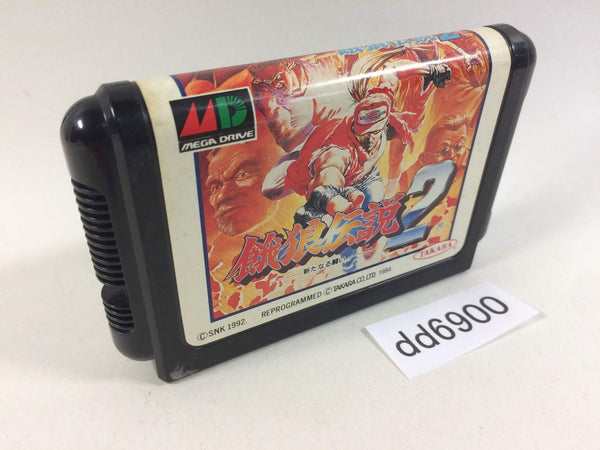 MD
MEGA DRIVE
餓狼伝説2
新たなる闘い
TAKARA
REPROGRAMMED ©TAKARA CO.,LTD. 1994.
©SNK 1992.
dd6900